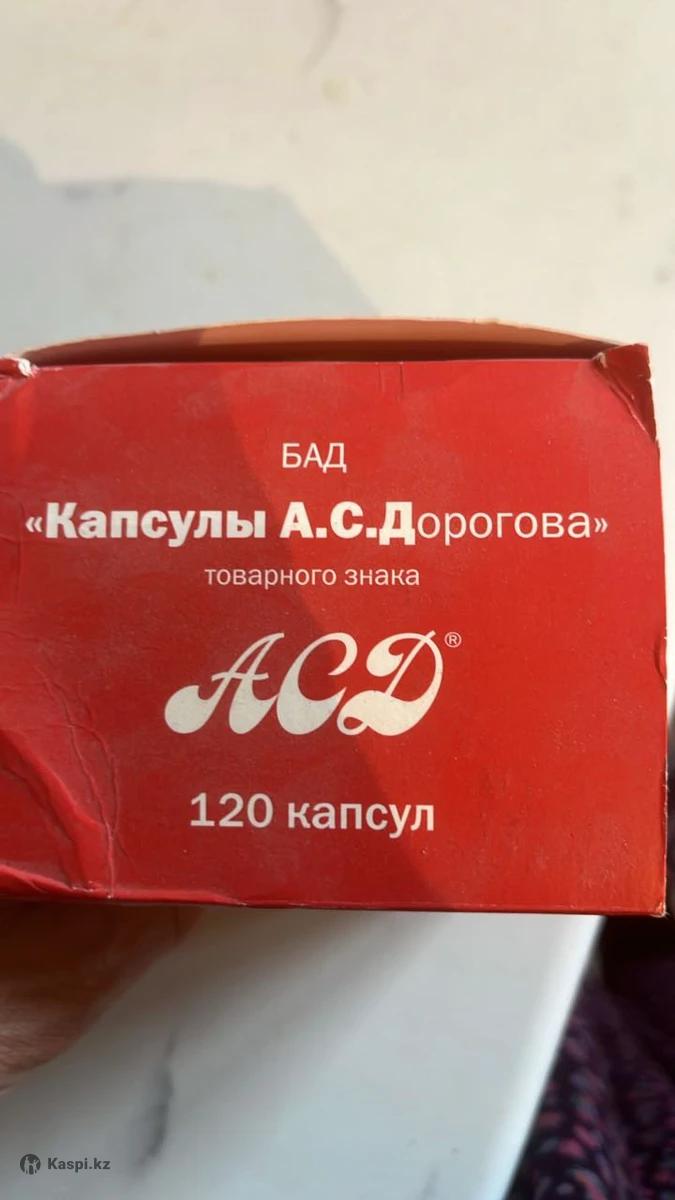 БАД
«Капсулы А.С.Дорогова»
товарного знака
АСД®
120 капсул
Kaspi.kz